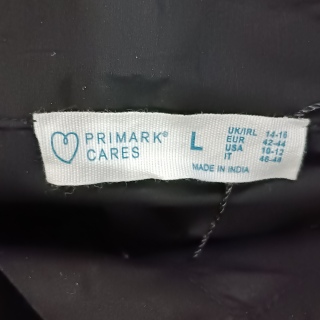 PRIMARK®
CARES
L
UK/IRL 14-16
EUR 42-44
USA 10-12
IT 46-48
MADE IN INDIA